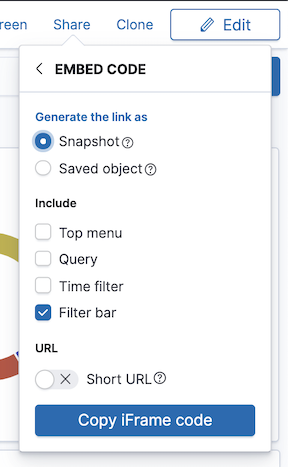 reen Share Clone Edit
EMBED CODE
Generate the link as
Snapshot
Saved object
Include
Top menu
Query
Time filter
Filter bar
URL
Short URL
Copy iFrame code